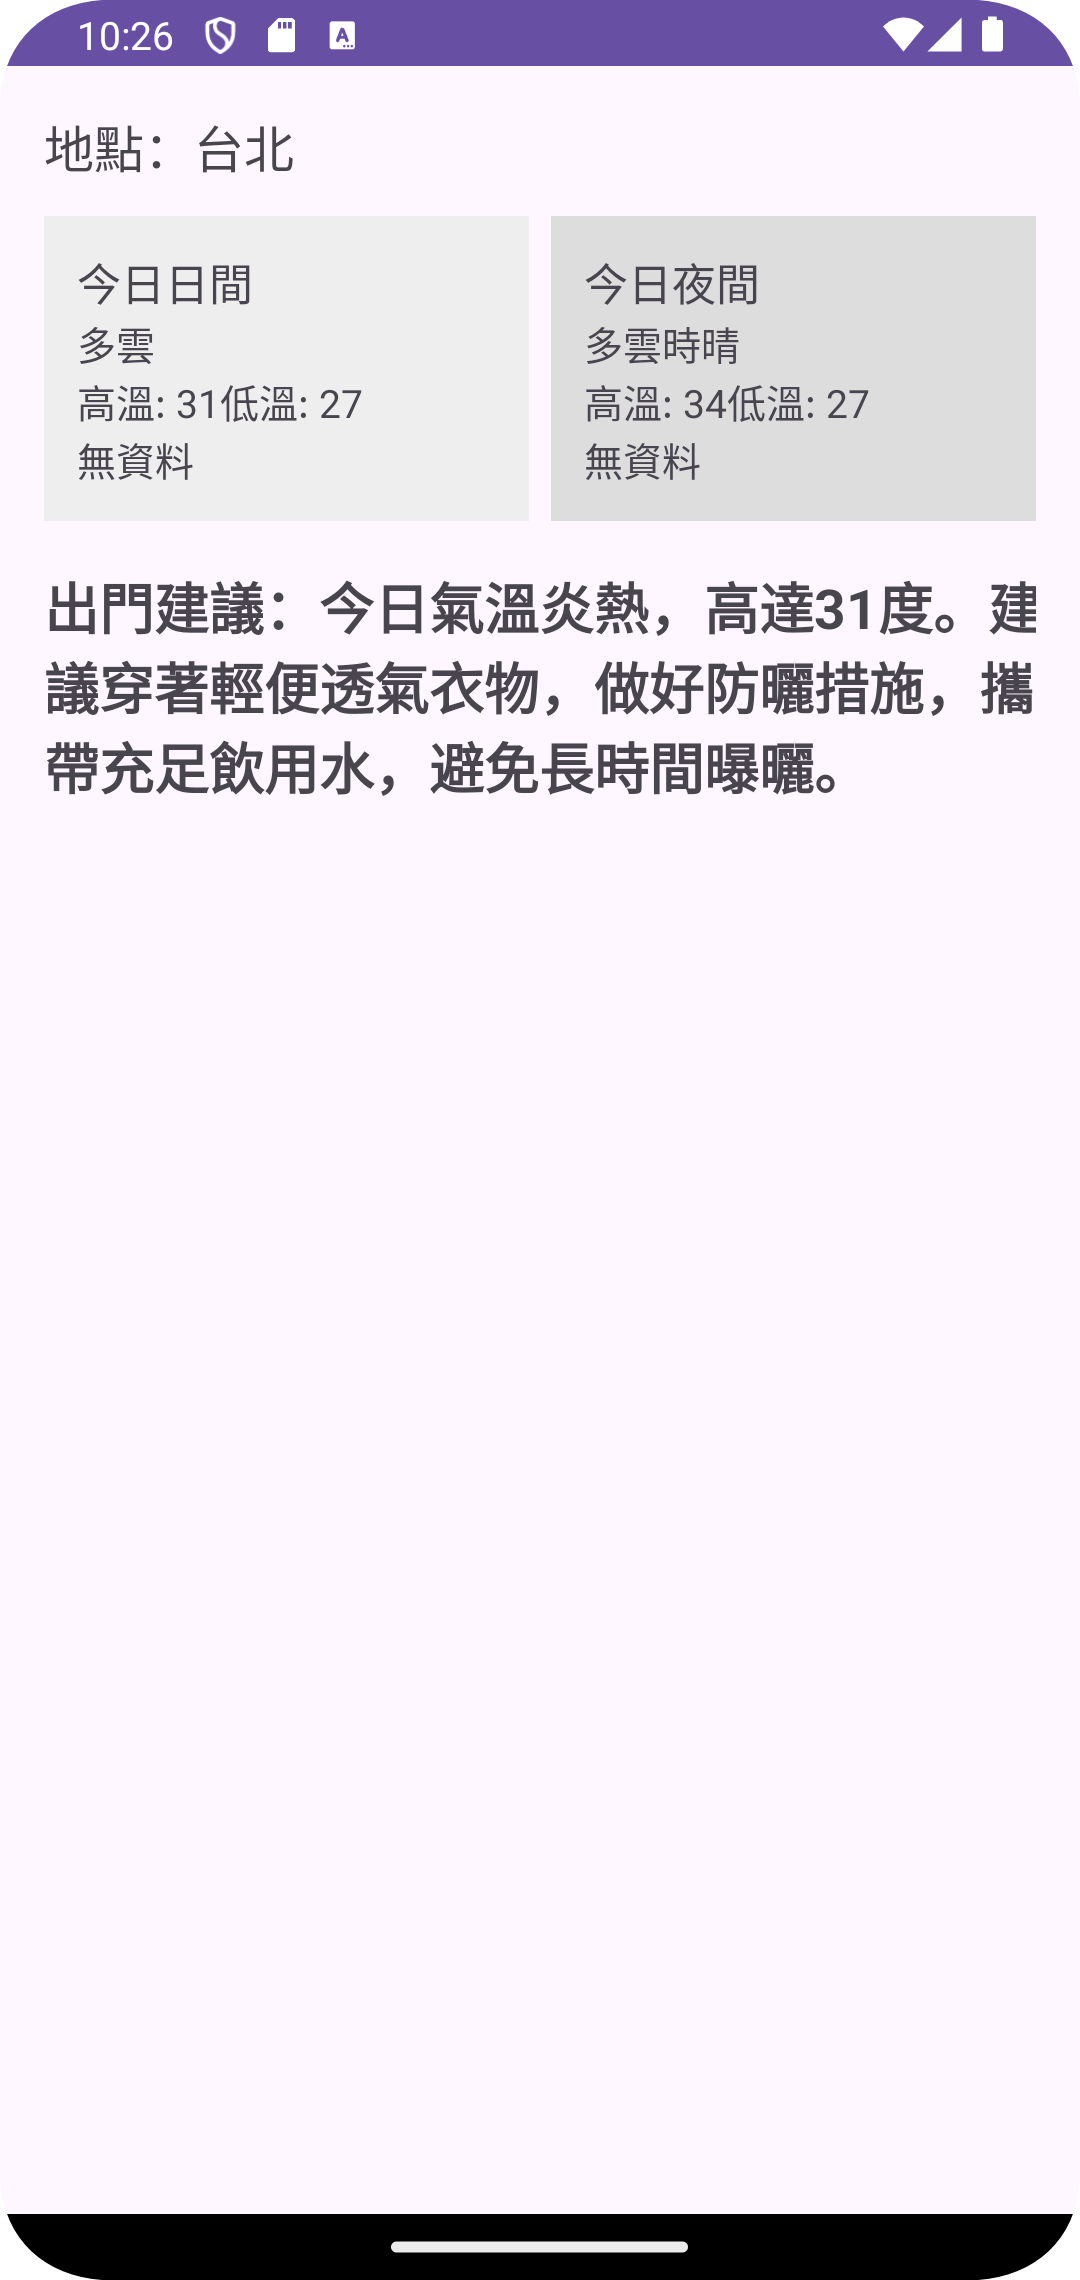 10:26
地點：台北
今日日間
多雲
高溫: 31低溫: 27
無資料
今日夜間
多雲時晴
高溫: 34低溫: 27
無資料
出門建議：今日氣溫炎熱，高達31度。建
議穿著輕便透氣衣物，做好防曬措施，攜
帶充足飲用水，避免長時間曝曬。